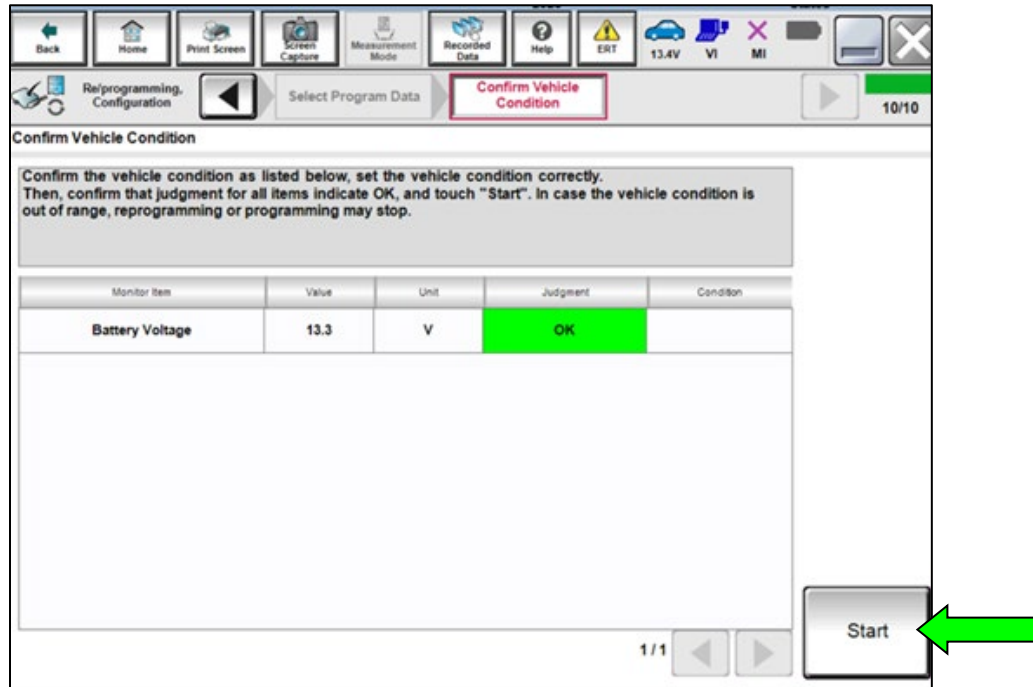 Back
Home
Print Screen
Screen
Capture
Measurement
Mode
Recorded
Data
Help
ERT
13.4V
VI
MI
Re/programming,
Configuration
Select Program Data
Confirm Vehicle
Condition
10/10
Confirm Vehicle Condition
Confirm the vehicle condition as listed below, set the vehicle condition correctly.
Then, confirm that judgment for all items indicate OK, and touch "Start". In case the vehicle condition is
out of range, reprogramming or programming may stop.
Monitor Item Value Unit Judgment Condition
Battery Voltage 13.3 V OK
1/1
Start